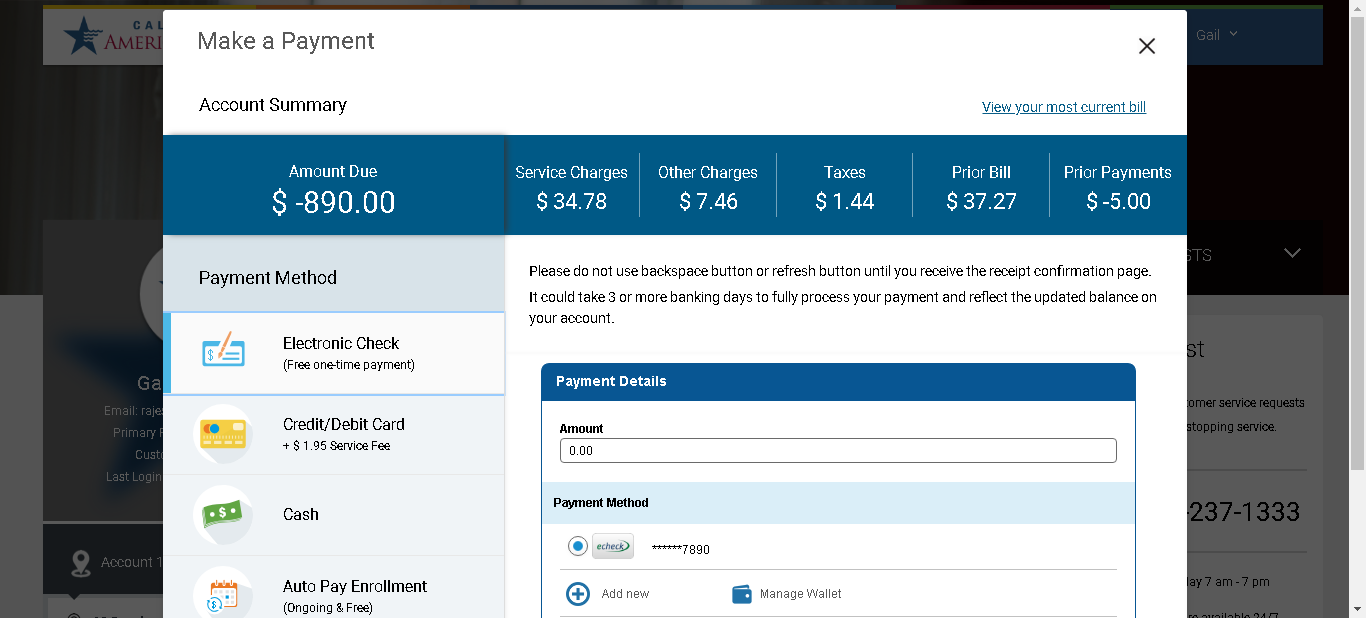 CAL
AMERI
Make a Payment
Gail
Account Summary
View your most current bill
Amount Due
$ -890.00
Service Charges
$ 34.78
Other Charges
$ 7.46
Taxes
$ 1.44
Prior Bill
$ 37.27
Prior Payments
$ -5.00
STS
Payment Method
Please do not use backspace button or refresh button until you receive the receipt confirmation page.
It could take 3 or more banking days to fully process your payment and reflect the updated balance on
your account.
Electronic Check
(Free one-time payment)
Credit/Debit Card
+ $ 1.95 Service Fee
Cash
Auto Pay Enrollment
(Ongoing & Free)
Payment Details
Amount
0.00
Payment Method
echeck
******7890
Add new
Manage Wallet
Ga
Email: raje
Primary
Custo
Last Login
Account 1
st
omer service requests
stopping service.
-237-1333
day 7 am - 7 pm